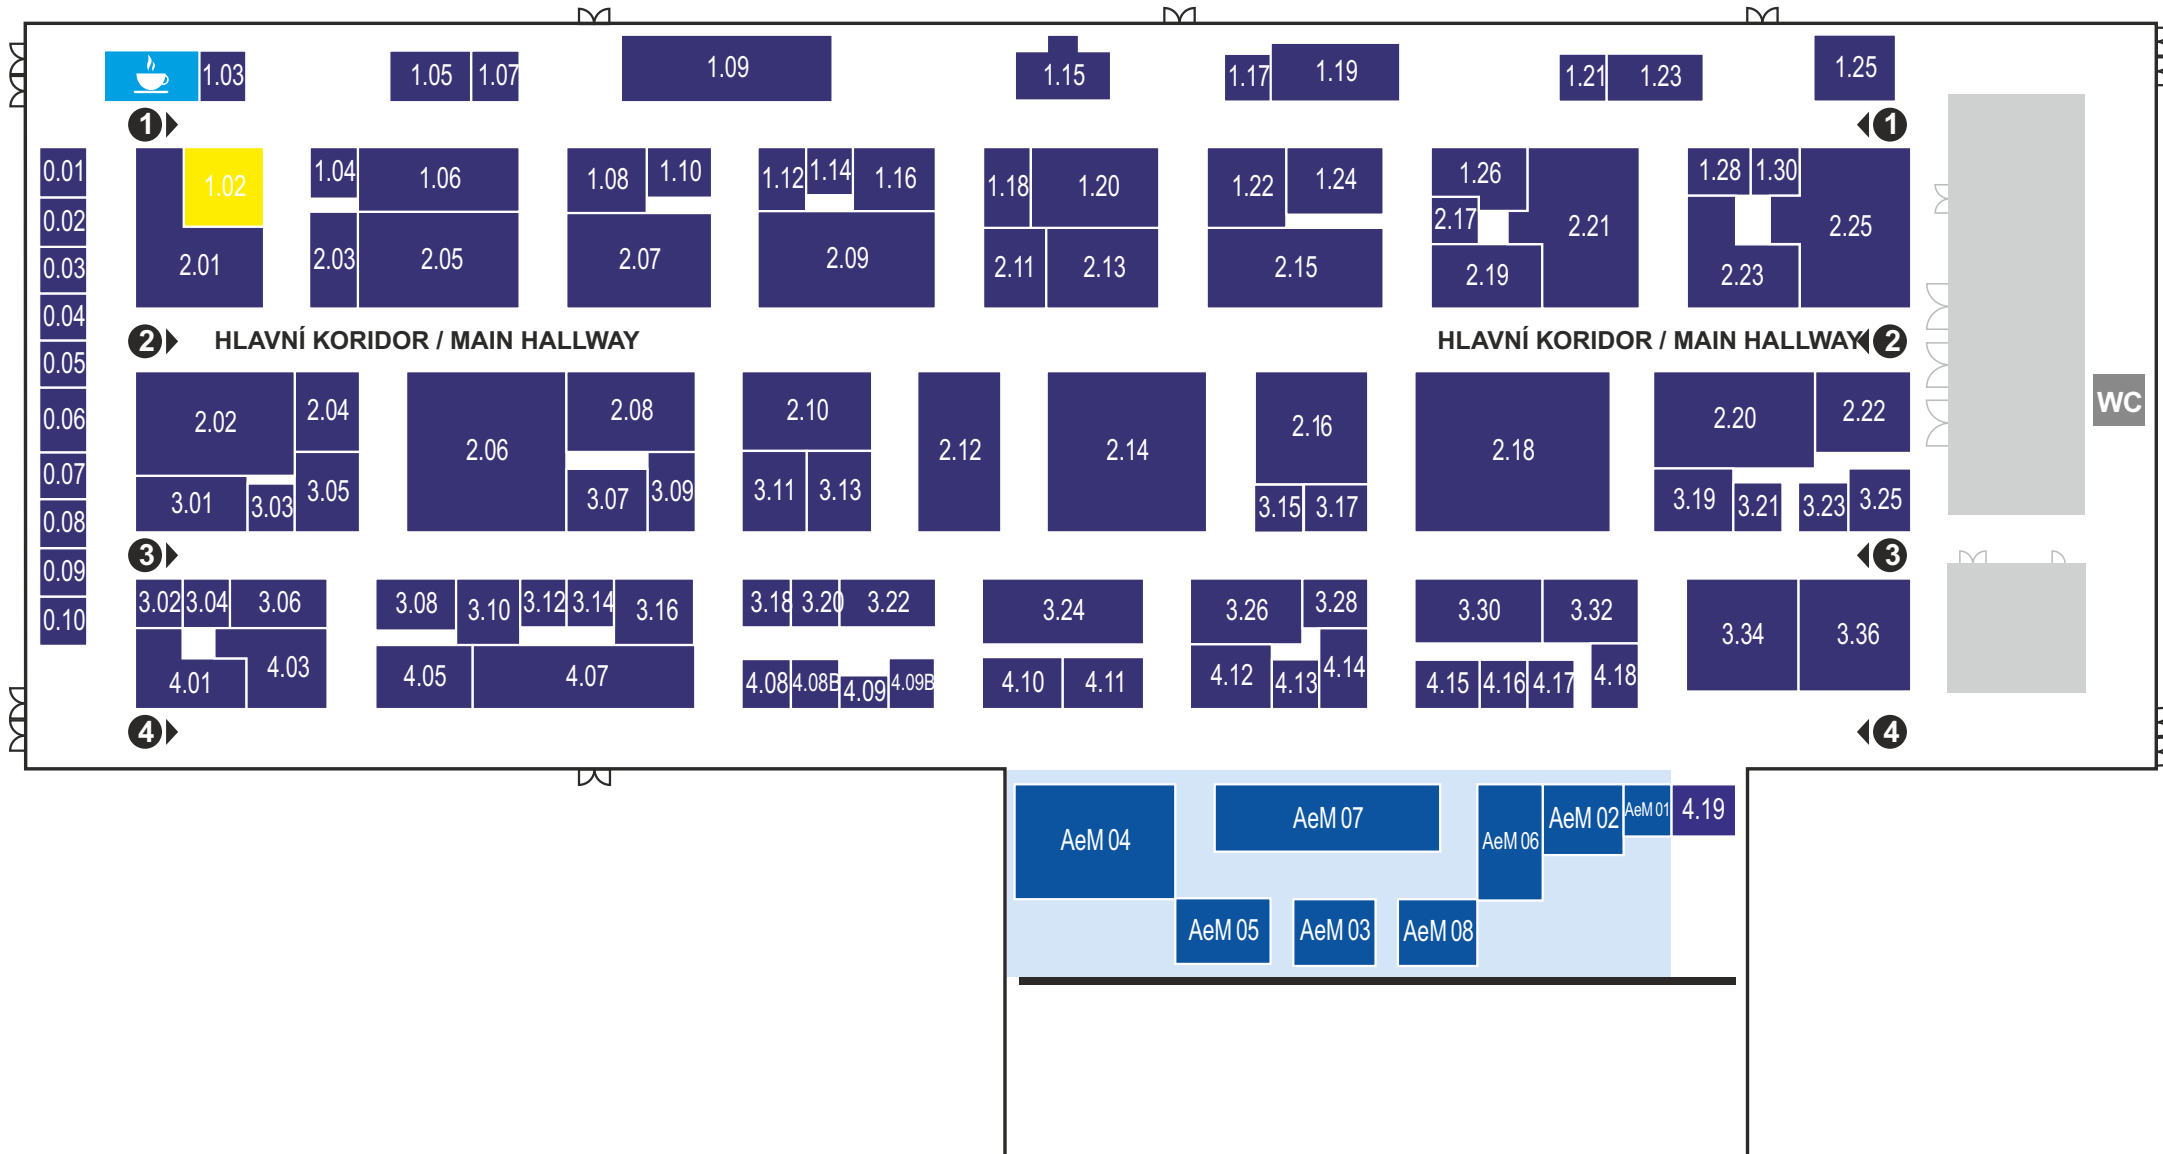 1.03 1.05 1.07 1.09 1.15 1.17 1.19 1.21 1.23 1.25
1 1
0.01 1.02 1.04 1.06 1.08 1.10 1.12 1.14 1.16 1.18 1.20 1.22 1.24 1.26 1.28 1.30
0.02 2.17 2.21 2.25
0.03 2.01 2.03 2.05 2.07 2.09 2.11 2.13 2.15 2.19 2.23
0.04
2 HLAVNÍ KORIDOR / MAIN HALLWAY HLAVNÍ KORIDOR / MAIN HALLWAY 2
0.05
0.06 2.02 2.04 2.06 2.08 2.10 2.12 2.14 2.16 2.18 2.20 2.22 WC
0.07 3.01 3.03 3.05 3.07 3.09 3.11 3.13 3.15 3.17 3.19 3.21 3.23 3.25
0.08
3 3
0.09
0.10 3.02 3.04 3.06 3.08 3.10 3.12 3.14 3.16 3.18 3.20 3.22 3.24 3.26 3.28 3.30 3.32 3.34 3.36
4.01 4.03 4.05 4.07 4.08 4.08B 4.09 4.09B 4.10 4.11 4.12 4.13 4.14 4.15 4.16 4.17 4.18
4 4
AeM 04 AeM 07 AeM 06 AeM 02 AeM 01 4.19
AeM 05 AeM 03 AeM 08